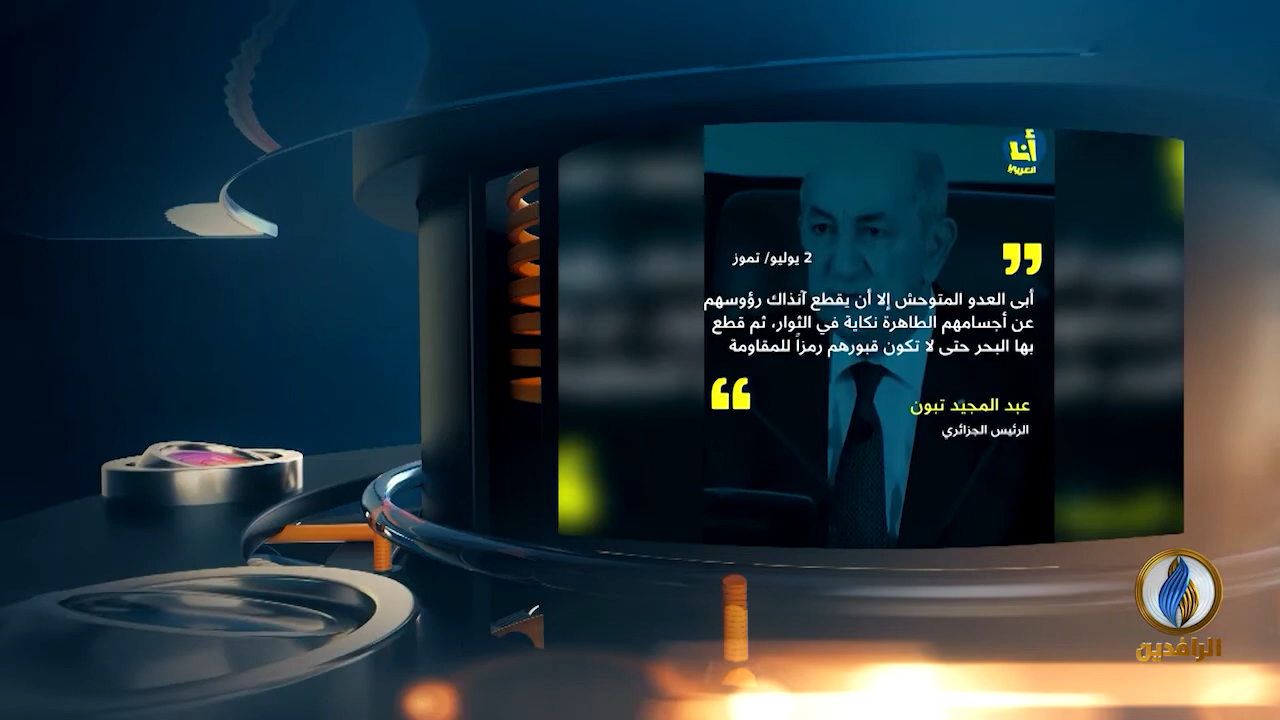 أنا
العربي
2 يوليو/ تموز
أبى العدو المتوحش إلا أن يقطع آنذاك رؤوسهم
عن أجسامهم الطاهرة نكاية في الثوار، ثم قطع
بها البحر حتى لا تكون قبورهم رمزاً للمقاومة
عبد المجيد تبون
الرئيس الجزائري
الرافدين